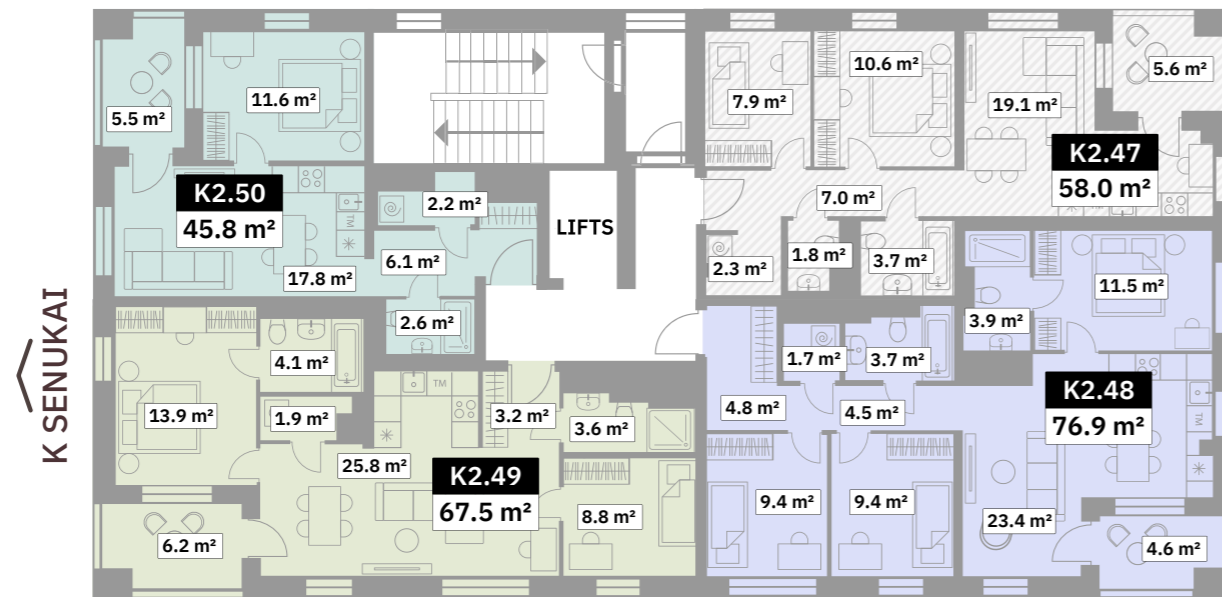 K SENUKAI
5.5 m²
11.6 m²
K2.50
45.8 m²
2.2 m²
TM
17.8 m²
6.1 m²
2.6 m²
LIFTS
7.9 m²
10.6 m²
19.1 m²
5.6 m²
K2.47
58.0 m²
7.0 m²
2.3 m²
1.8 m²
3.7 m²
3.9 m²
11.5 m²
4.1 m²
13.9 m²
1.9 m²
TM
3.2 m²
3.6 m²
25.8 m²
K2.49
67.5 m²
8.8 m²
6.2 m²
1.7 m²
3.7 m²
4.8 m²
4.5 m²
K2.48
76.9 m²
TM
9.4 m²
9.4 m²
23.4 m²
4.6 m²